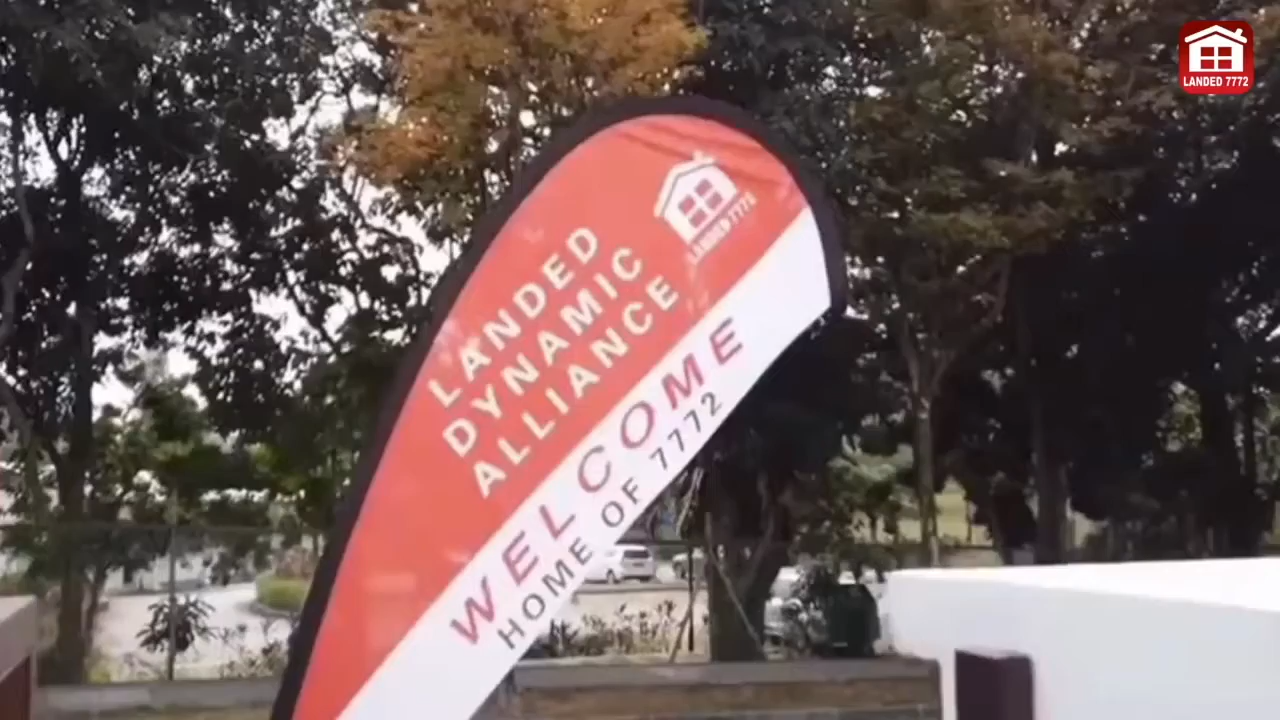 LANDED 7772
LANDED 7772
LANDED
DYNAMIC
ALLIANCE
WELCOME
HOME OF 7772